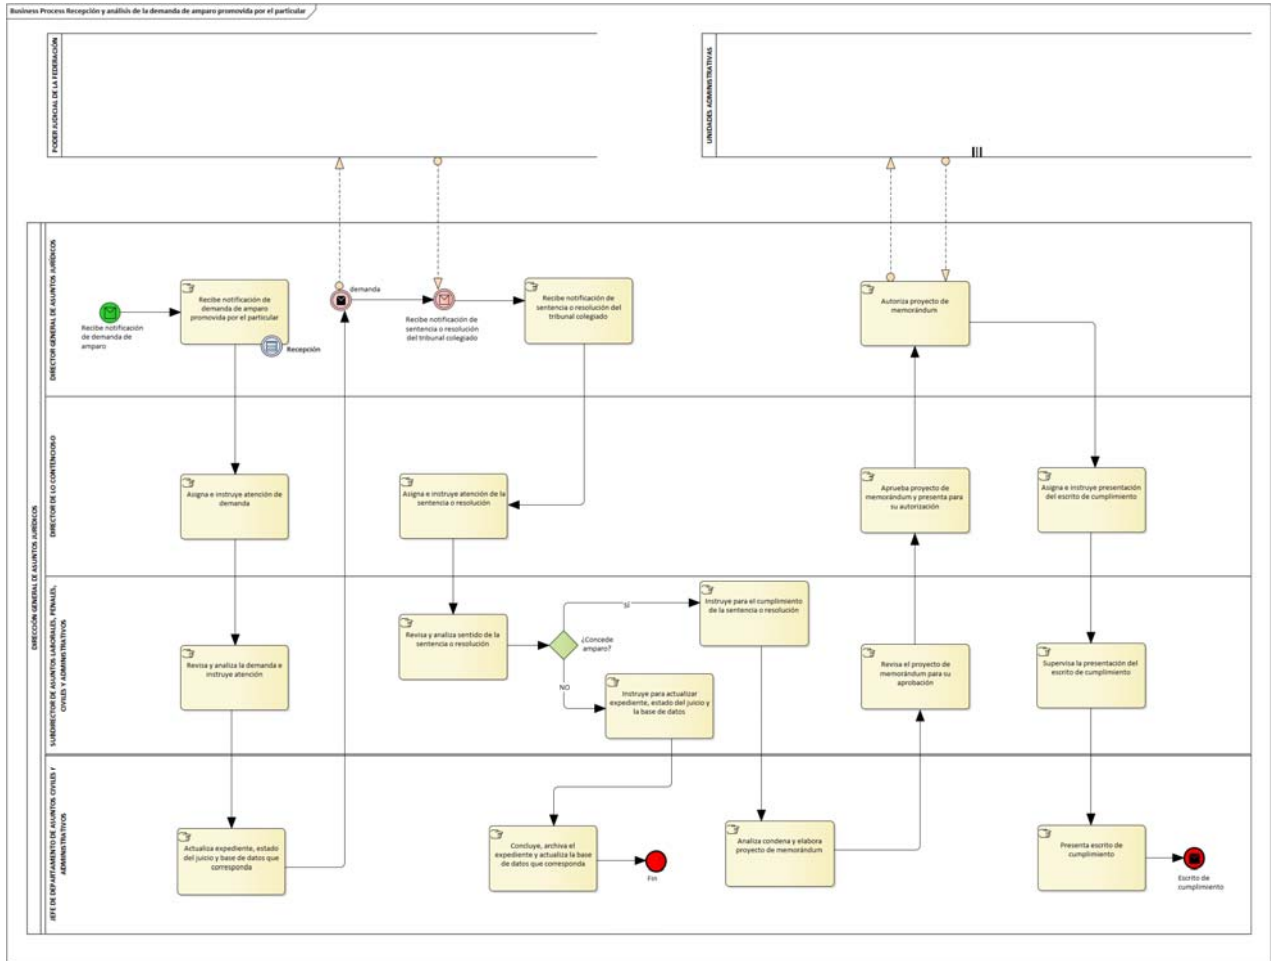 Business Process Recepción y análisis de la demanda de amparo promovida por el particular
PODER JUDICIAL DE LA FEDERACIÓN
UNIDADES ADMINISTRATIVAS
DIRECCIÓN GENERAL DE ASUNTOS JURÍDICOS
DIRECTOR GENERAL DE ASUNTOS JURÍDICOS
Recibe notificación
de demanda de
amparo
Recibe notificación de
demanda de amparo
promovida por el particular
Recepción
demanda
Recibe notificación de
sentencia o resolución
del tribunal colegiado
Recibe notificación de
sentencia o resolución del
tribunal colegiado
Autoriza proyecto de
memorándum
DIRECTOR DE LO CONTENCIOSO
Asigna e instruye atención de
demanda
Asigna e instruye atención de la
sentencia o resolución
Aprueba proyecto de
memorándum y presenta para
su autorización
Asigna e instruye presentación
del escrito de cumplimiento
SUBDIRECTOR DE ASUNTOS LABORALES, PENALES,
CIVILES Y ADMINISTRATIVOS
Revisa y analiza la demanda e
instruye atención
Revisa y analiza sentido de la
sentencia o resolución
¿Concede
amparo?
SI
Instruye para el cumplimiento
de la sentencia o resolución
NO
Instruye para actualizar
expediente, estado del juicio y
la base de datos
Revisa el proyecto de
memorándum para su
aprobación
Supervisa la presentación del
escrito de cumplimiento
JEFE DE DEPARTAMENTO DE ASUNTOS CIVILES Y
ADMINISTRATIVOS
Actualiza expediente, estado
del juicio y base de datos que
corresponda
Concluye, archiva el
expediente y actualiza la base
de datos que corresponda
Fin
Analiza condena y elabora
proyecto de memorándum
Presenta escrito de
cumplimiento
Escrito de
cumplimiento